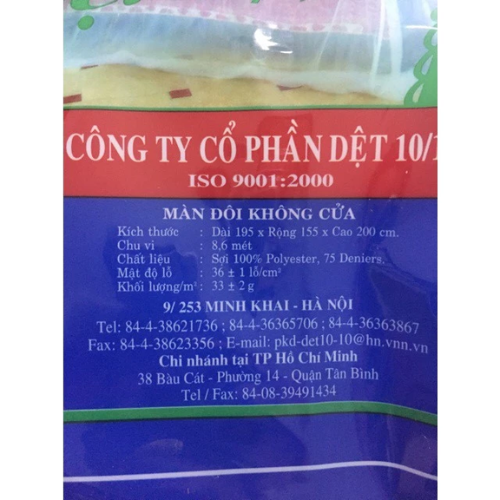 CÔNG TY CỔ PHẦN DỆT 10/1
ISO 9001:2000
MÀN ĐÔI KHÔNG CỬA
Kích thước : Dài 195 x Rộng 155 x Cao 200 cm.
Chu vi : 8,6 mét
Chất liệu : Sợi 100% Polyester, 75 Deniers.
Mật độ lỗ : 36 ± 1 lỗ/cm²
Khối lượng/m² : 33 ± 2 g
9/ 253 MINH KHAI - HÀ NỘI
Tel: 84-4-38621736 ; 84-4-36365706 ; 84-4-36363867
Fax: 84-4-38623356 ; E-mail: pkd-det10-10@hn.vnn.vn
Chi nhánh tại TP Hồ Chí Minh
38 Bàu Cát - Phường 14 - Quận Tân Bình
Tel / Fax: 84-08-39491434